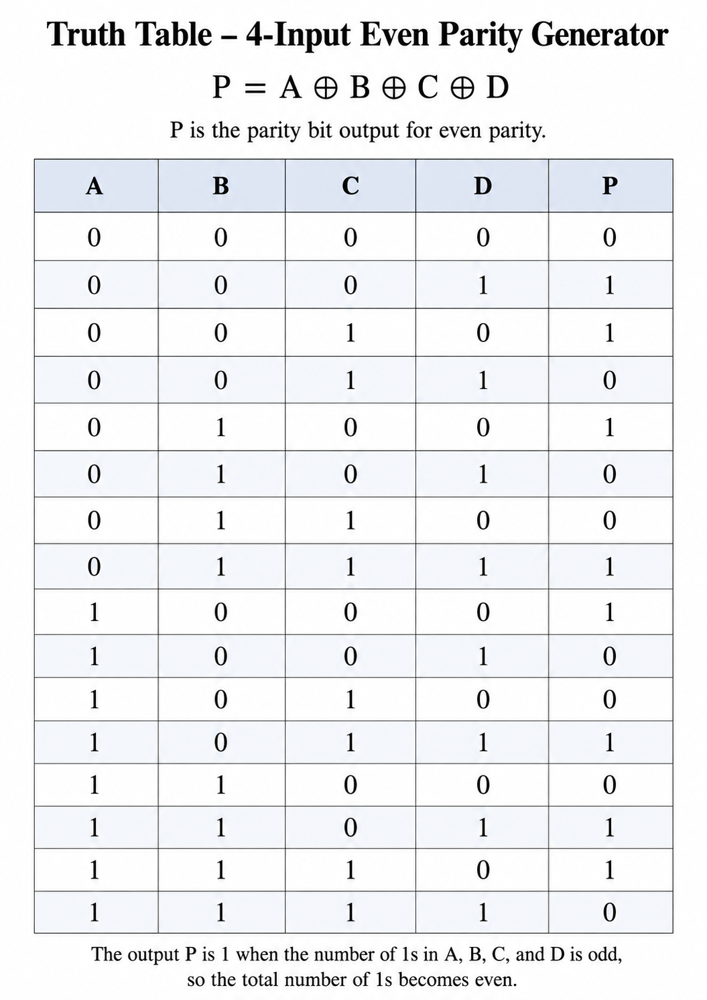 Truth Table – 4-Input Even Parity Generator
P = A ⊕ B ⊕ C ⊕ D
P is the parity bit output for even parity.
A B C D P
0 0 0 0 0
0 0 0 1 1
0 0 1 0 1
0 0 1 1 0
0 1 0 0 1
0 1 0 1 0
0 1 1 0 0
0 1 1 1 1
1 0 0 0 1
1 0 0 1 0
1 0 1 0 0
1 0 1 1 1
1 1 0 0 0
1 1 0 1 1
1 1 1 0 1
1 1 1 1 0
The output P is 1 when the number of 1s in A, B, C, and D is odd,
so the total number of 1s becomes even.